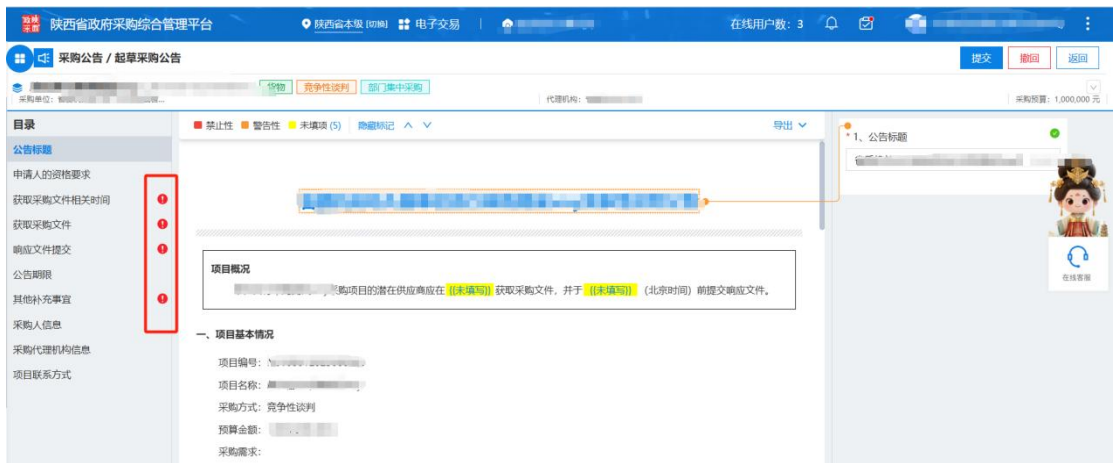 政府采购 陕西省政府采购综合管理平台 陕西省本级 [切换] 电子交易 在线用户数：3
采购公告 / 起草采购公告 提交 撤回 返回
货物 竞争性谈判 部门集中采购
采购单位： 代理机构： 采购预算：1,000,000 元
目录 禁止性 警告性 未填项 (5) 隐藏标记 导出
* 1、公告标题
公告标题
申请人的资格要求
获取采购文件相关时间
获取采购文件
响应文件提交
公告期限
其他补充事宜
采购人信息
采购代理机构信息
项目联系方式
项目概况
购项目的潜在供应商应在 {{未填写}} 获取采购文件，并于 {{未填写}} （北京时间）前提交响应文件。
一、项目基本情况
项目编号：
项目名称：
采购方式：竞争性谈判
预算金额：
采购需求：
在线客服